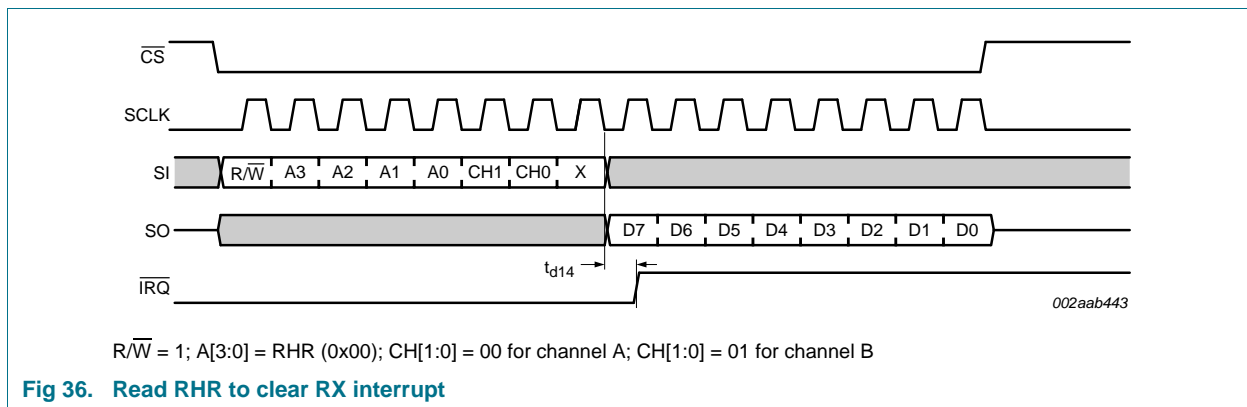 C̅S̅
SCLK
SI R/W̅ A3 A2 A1 A0 CH1 CH0 X
SO D7 D6 D5 D4 D3 D2 D1 D0
td14
I̅R̅Q̅
002aab443
R/W̅ = 1; A[3:0] = RHR (0x00); CH[1:0] = 00 for channel A; CH[1:0] = 01 for channel B
Fig 36. Read RHR to clear RX interrupt